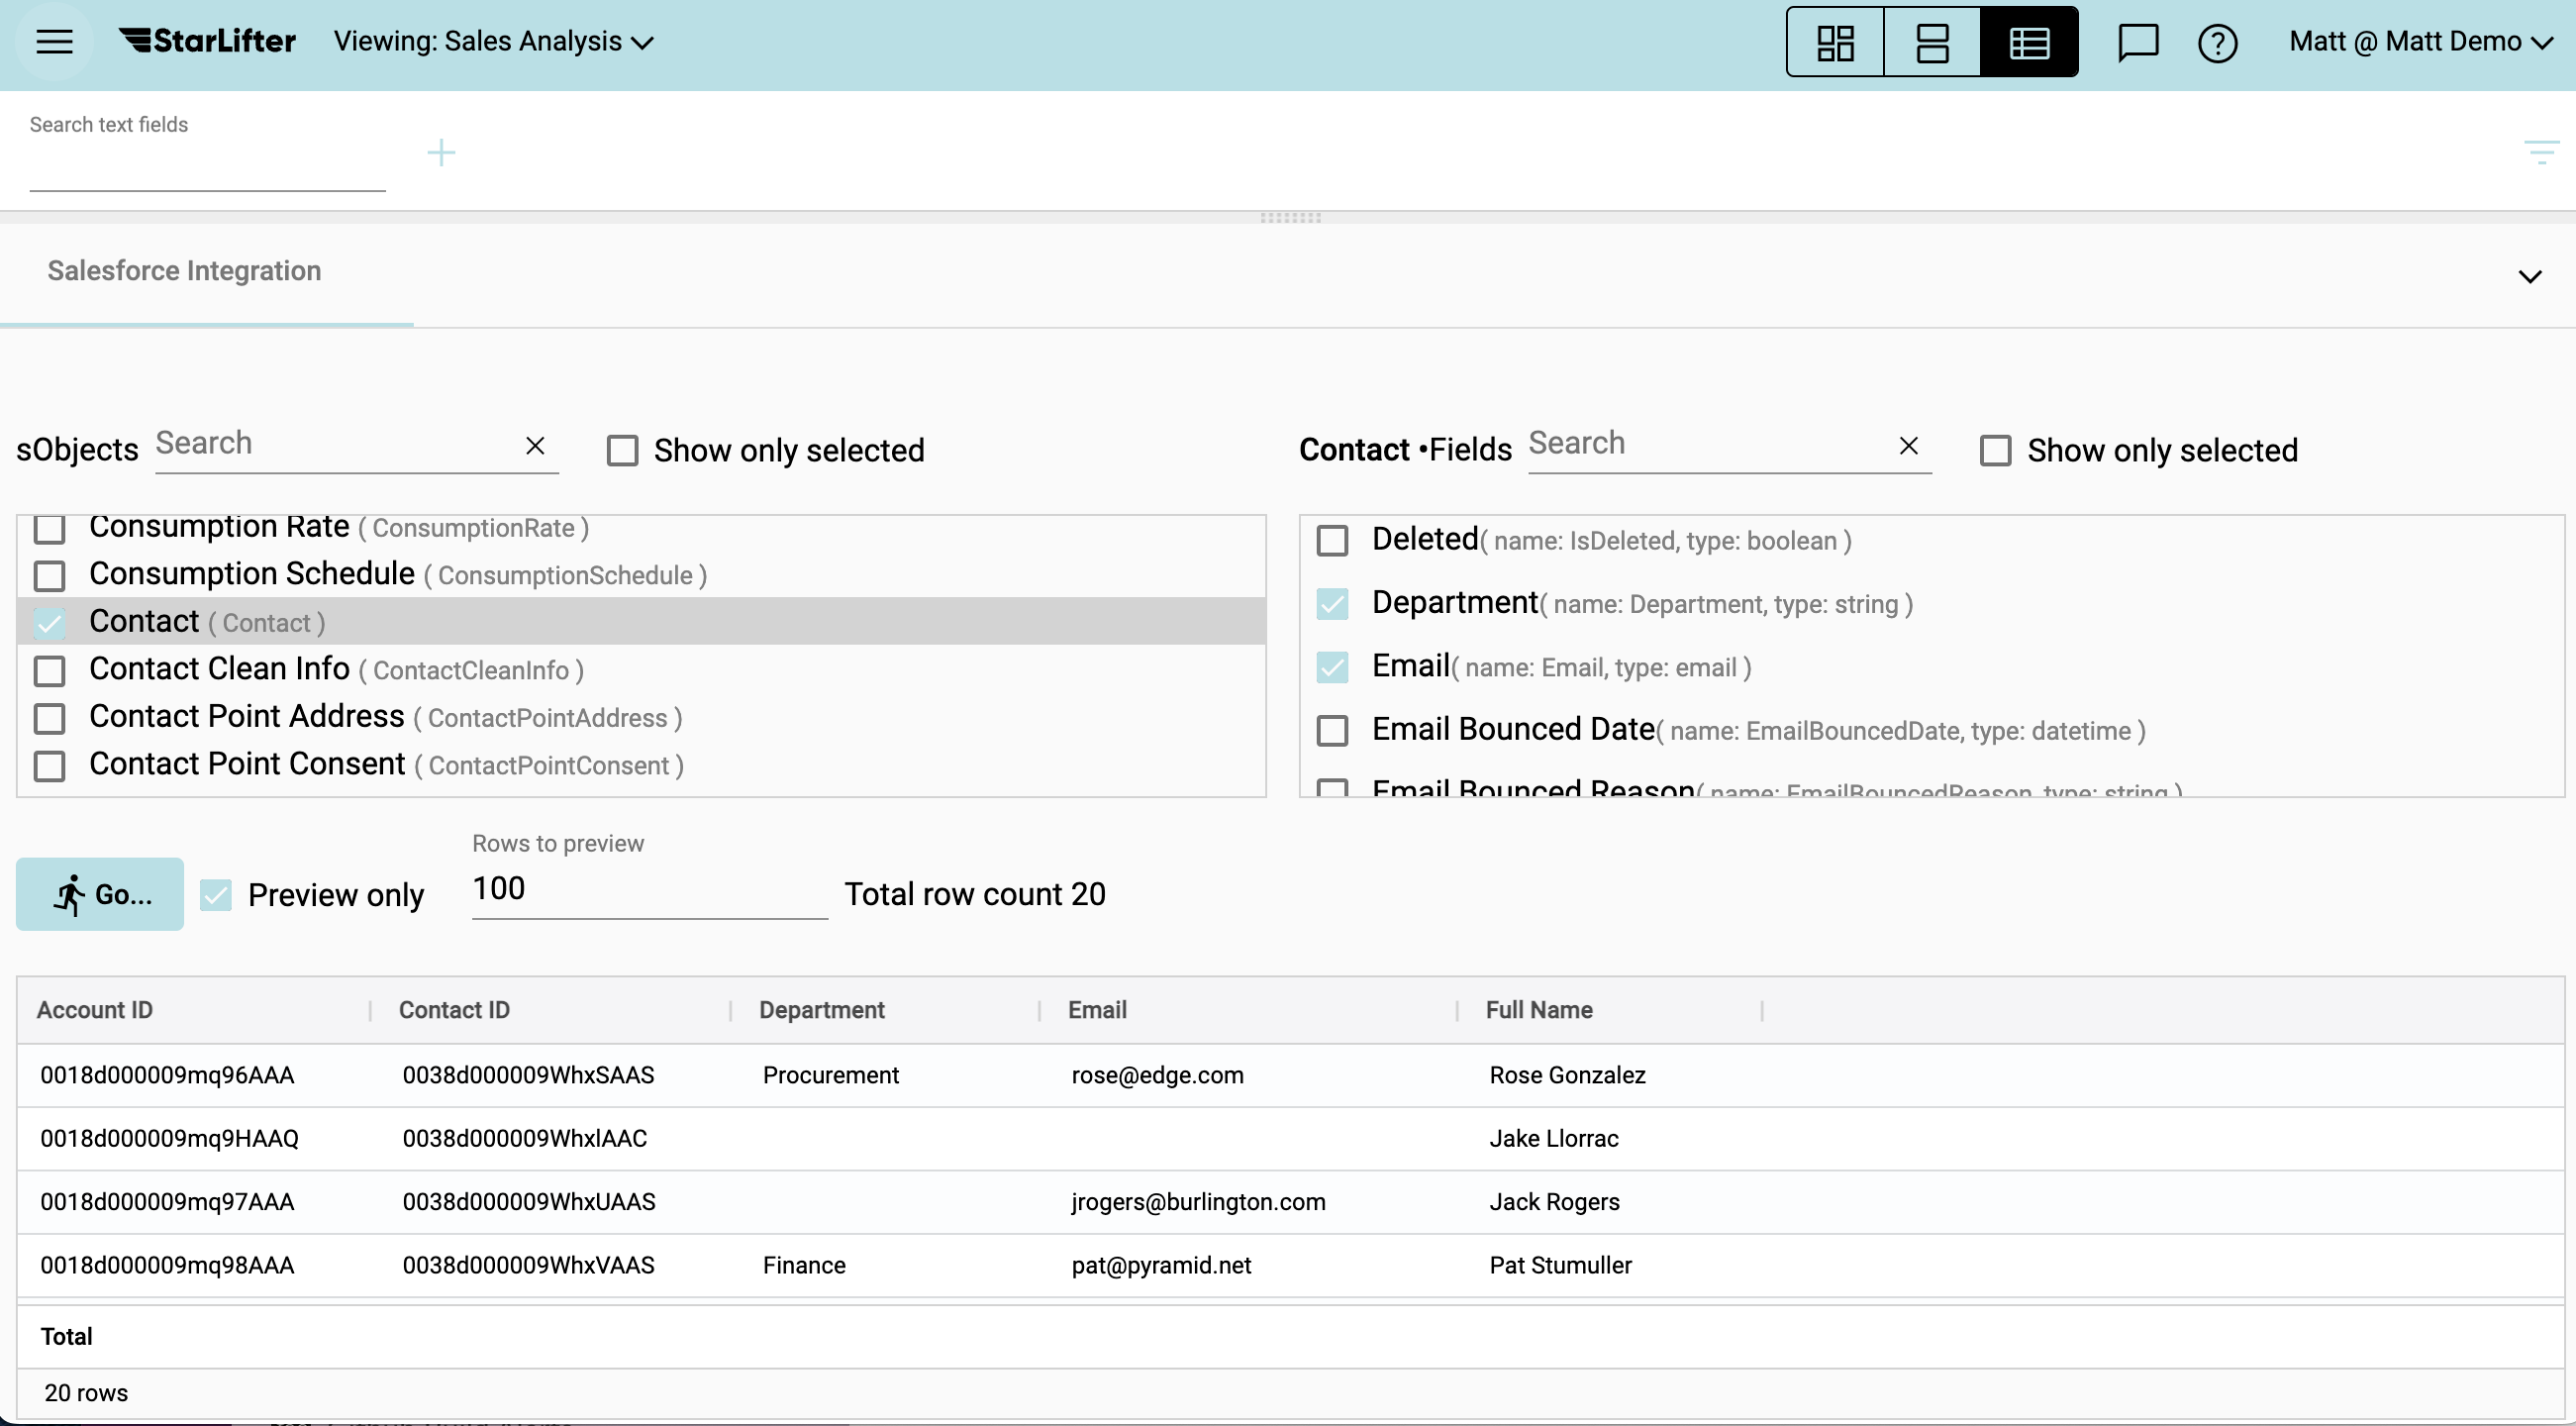 StarLifter Viewing: Sales Analysis Matt @ Matt Demo
Search text fields
Salesforce Integration
sObjects Search Show only selected
Consumption Rate ( ConsumptionRate )
Consumption Schedule ( ConsumptionSchedule )
Contact ( Contact )
Contact Clean Info ( ContactCleanInfo )
Contact Point Address ( ContactPointAddress )
Contact Point Consent ( ContactPointConsent )
Contact •Fields Search Show only selected
Deleted( name: IsDeleted, type: boolean )
Department( name: Department, type: string )
Email( name: Email, type: email )
Email Bounced Date( name: EmailBouncedDate, type: datetime )
Email Bounced Reason( name: EmailBouncedReason, type: string )
Go... Preview only
Rows to preview
100
Total row count 20
Account ID Contact ID Department Email Full Name
0018d000009mq96AAA 0038d000009WhxSAAS Procurement rose@edge.com Rose Gonzalez
0018d000009mq9HAAQ 0038d000009WhxlAAC Jake Llorrac
0018d000009mq97AAA 0038d000009WhxUAAS jrogers@burlington.com Jack Rogers
0018d000009mq98AAA 0038d000009WhxVAAS Finance pat@pyramid.net Pat Stumuller
Total
20 rows